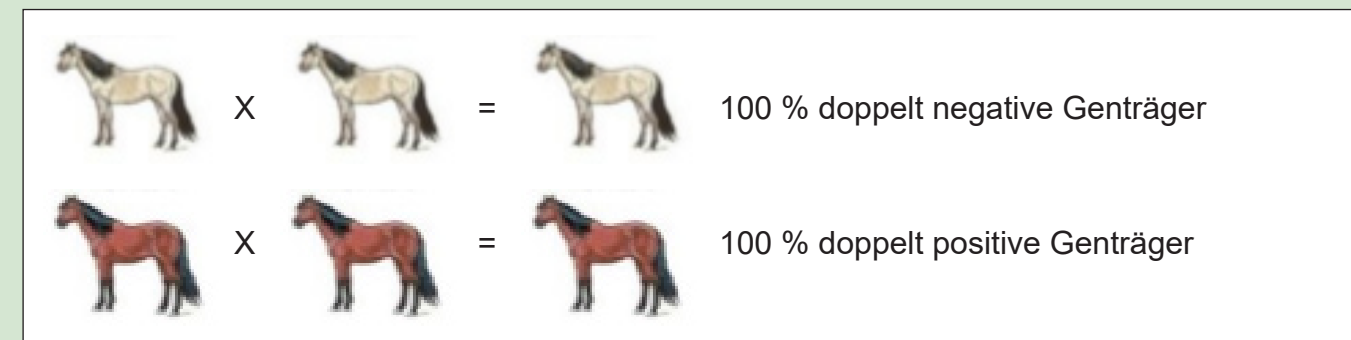 X = 100 % doppelt negative Genträger
X = 100 % doppelt positive Genträger